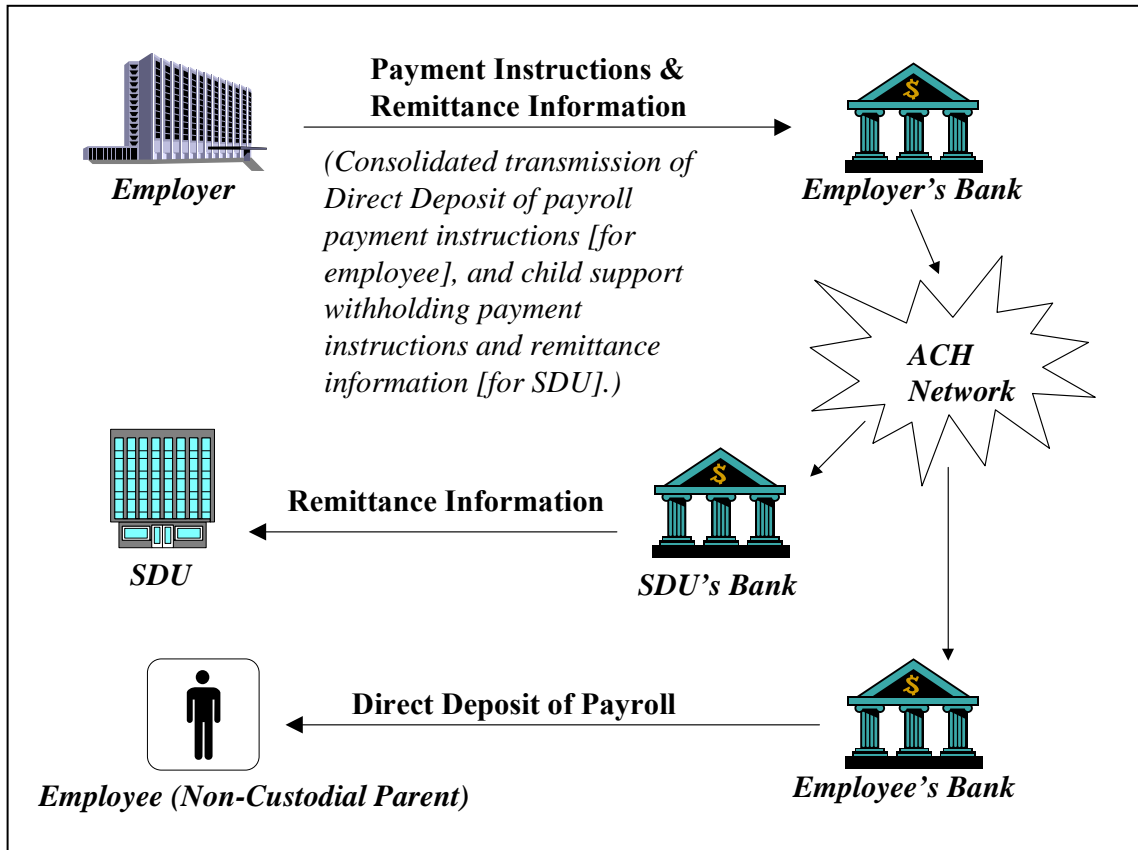 Payment Instructions &
Remittance Information
Employer
(Consolidated transmission of
Direct Deposit of payroll
payment instructions [for
employee], and child support
withholding payment
instructions and remittance
information [for SDU].)
$
Employer's Bank
ACH
Network
SDU
Remittance Information
$
SDU's Bank
Employee (Non-Custodial Parent)
Direct Deposit of Payroll
$
Employee's Bank